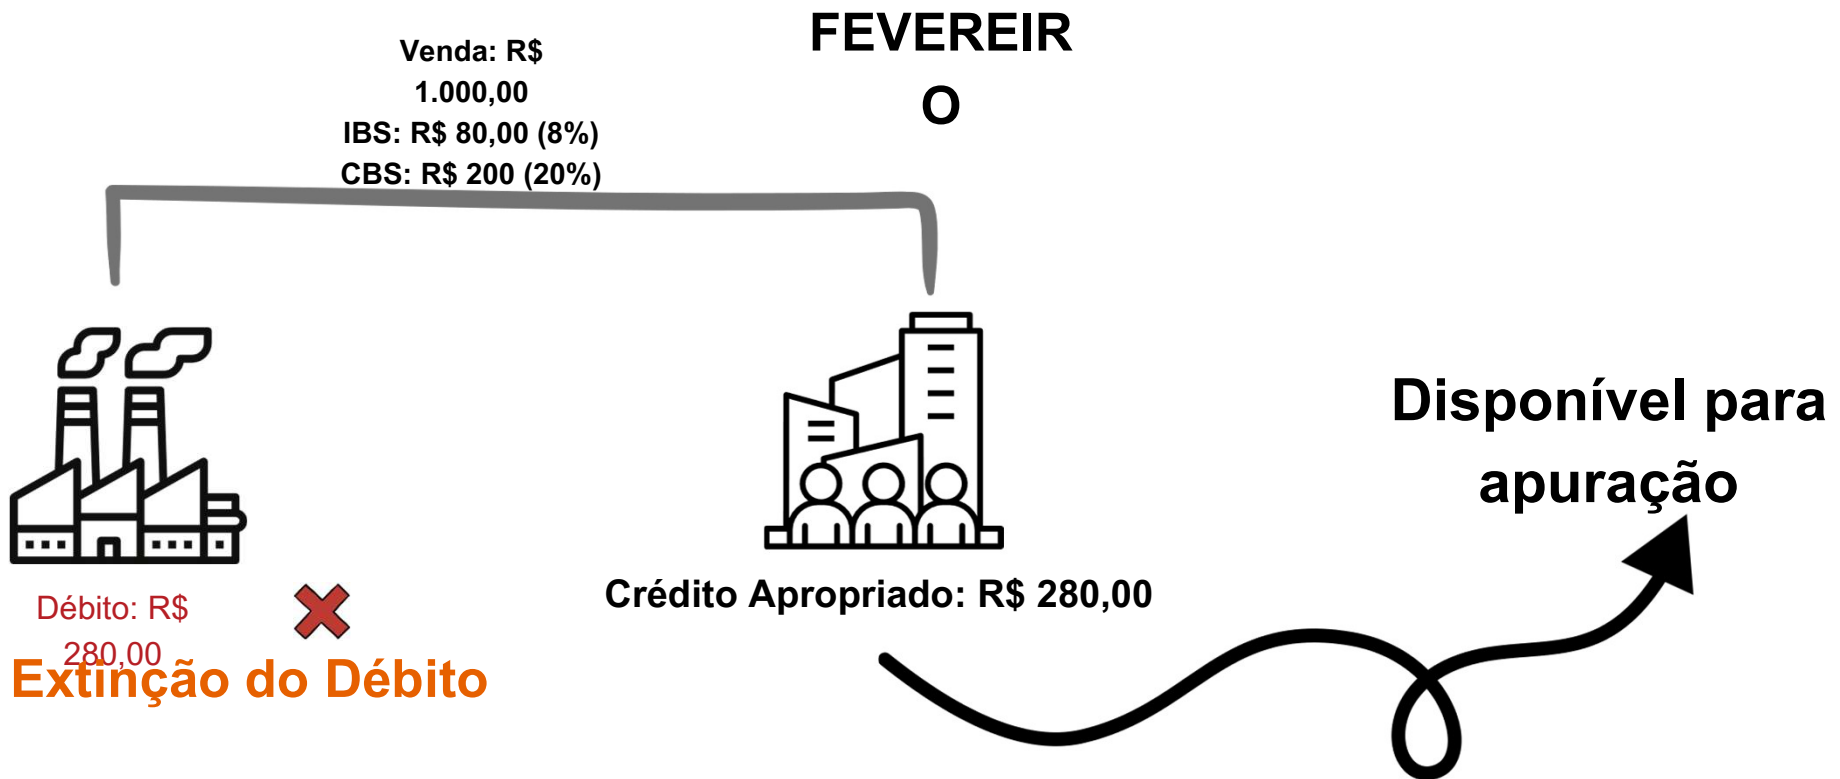 FEVEREIR
O
Venda: R$
1.000,00
IBS: R$ 80,00 (8%)
CBS: R$ 200 (20%)
Disponível para
apuração
Crédito Apropriado: R$ 280,00
Débito: R$
280,00
Extinção do Débito